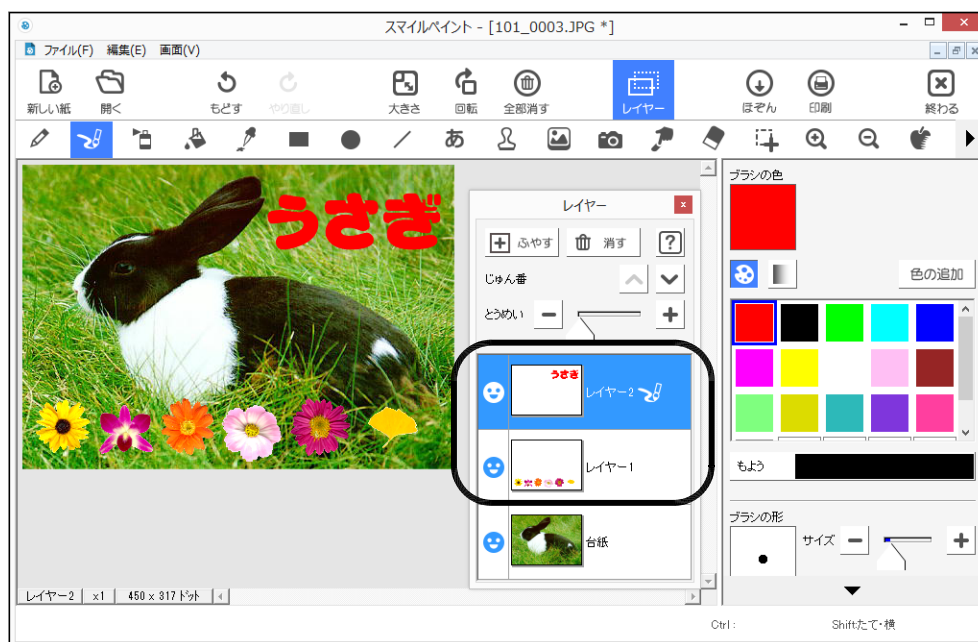 スマイルペイント - [101_0003.JPG *]
ファイル(F) 編集(E) 画面(V)
新しい紙 開く もどす やり直し 大きさ 回転 全部消す レイヤー ほぞん 印刷 終わる
あ
うさぎ
レイヤー
ふやす 消す ?
じゅん番
とうめい
うさぎ
レイヤー2
レイヤー1
台紙
ブラシの色
色の追加
もよう
ブラシの形
サイズ
レイヤー2 x1 450 x 317ドット
Ctrl : Shiftたて・横